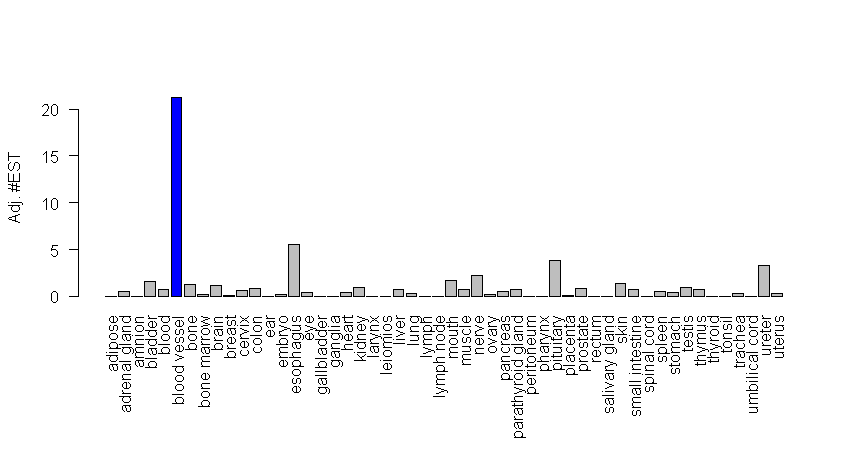 Adj. #EST
20
15
10
5
0
adipose
adrenal gland
amnion
bladder
blood
blood vessel
bone
bone marrow
brain
breast
cervix
colon
ear
embryo
esophagus
eye
gallbladder
ganglia
heart
kidney
larynx
leiomios
liver
lung
lymph
lymph node
mouth
muscle
nerve
ovary
pancreas
parathyroid gland
peritoneum
pharynx
pituitary
placenta
prostate
rectum
salivary gland
skin
small intestine
spinal cord
spleen
stomach
testis
thymus
thyroid
tonsil
trachea
umbilical cord
ureter
uterus